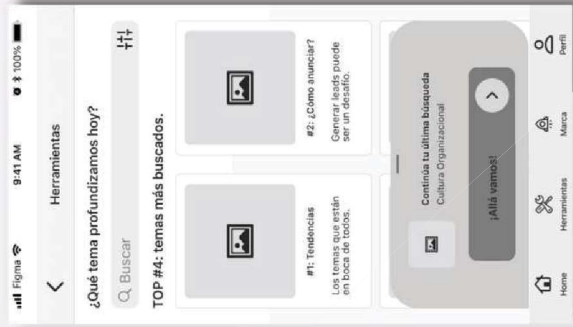 Figma
9:41 AM
100%
Herramientas
¿Qué tema profundizamos hoy?
Buscar
TOP #4: temas más buscados.
#1: Tendencias
Los temas que están
en boca de todos.
#2: ¿Cómo anunciar?
Generar leads puede
ser un desafío.
Continúa tu última búsqueda
Cultura Organizacional
¡Allá vamos!
Home
Herramientas
Marca
Perfil